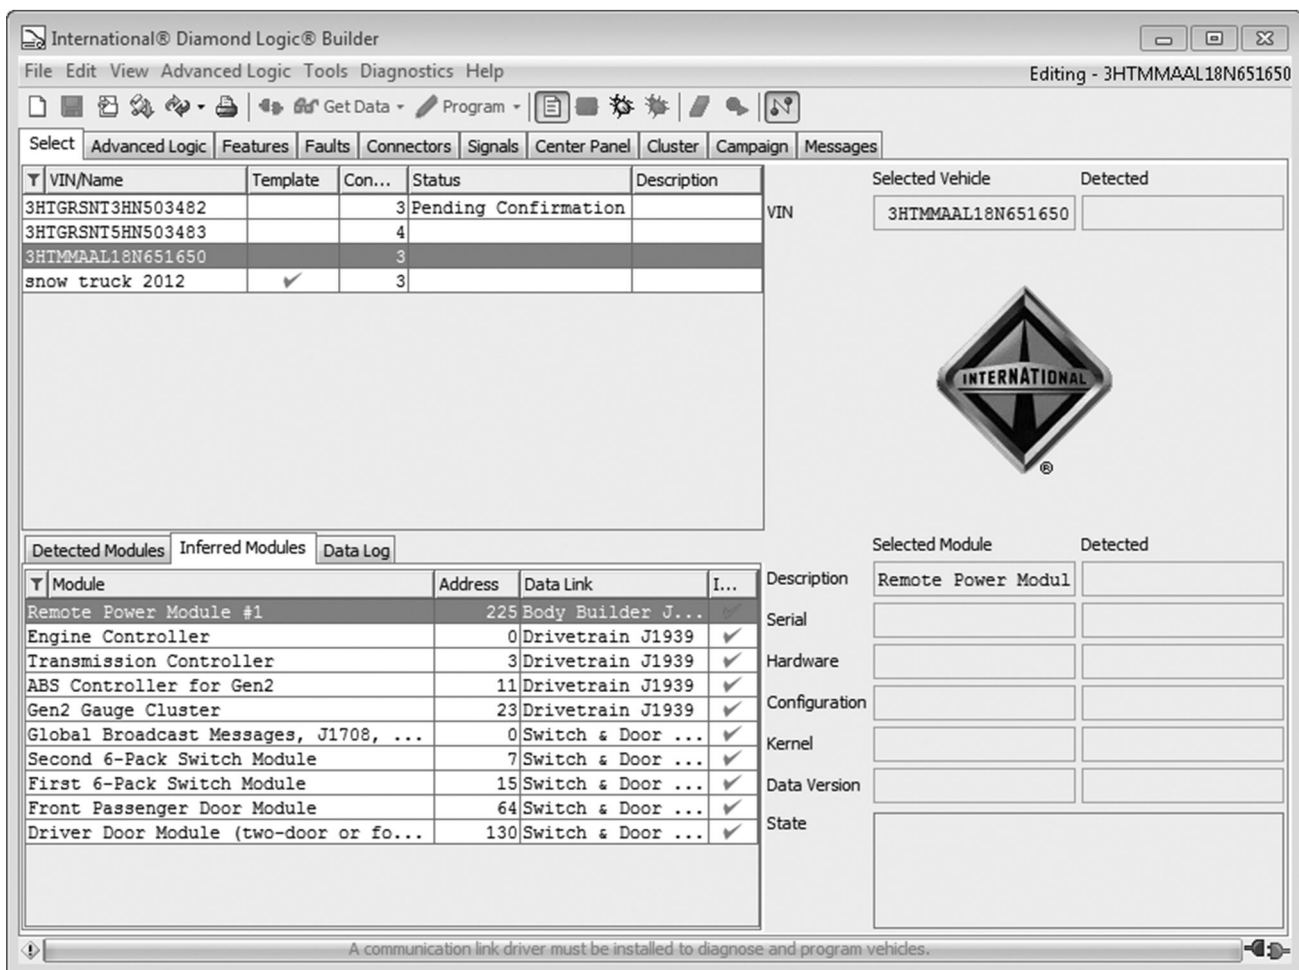 International® Diamond Logic® Builder
File Edit View Advanced Logic Tools Diagnostics Help Editing - 3HTMMAAL18N651650
Get Data Program
Select Advanced Logic Features Faults Connectors Signals Center Panel Cluster Campaign Messages
VIN/Name Template Con... Status Description
Selected Vehicle Detected
3HTGRSNT3HN503482 3 Pending Confirmation
VIN 3HTMMAAL18N651650
3HTGRSNT5HN503483 4
3HTMMAAL18N651650 3
snow truck 2012 3
INTERNATIONAL
®
Detected Modules Inferred Modules Data Log
Selected Module Detected
Module Address Data Link I...
Description Remote Power Modul
Remote Power Module #1 225 Body Builder J...
Serial
Engine Controller 0 Drivetrain J1939
Transmission Controller 3 Drivetrain J1939
Hardware
ABS Controller for Gen2 11 Drivetrain J1939
Configuration
Gen2 Gauge Cluster 23 Drivetrain J1939
Global Broadcast Messages, J1708, ... 0 Switch & Door ...
Kernel
Second 6-Pack Switch Module 7 Switch & Door ...
First 6-Pack Switch Module 15 Switch & Door ...
Data Version
Front Passenger Door Module 64 Switch & Door ...
State
Driver Door Module (two-door or fo... 130 Switch & Door ...
A communication link driver must be installed to diagnose and program vehicles.